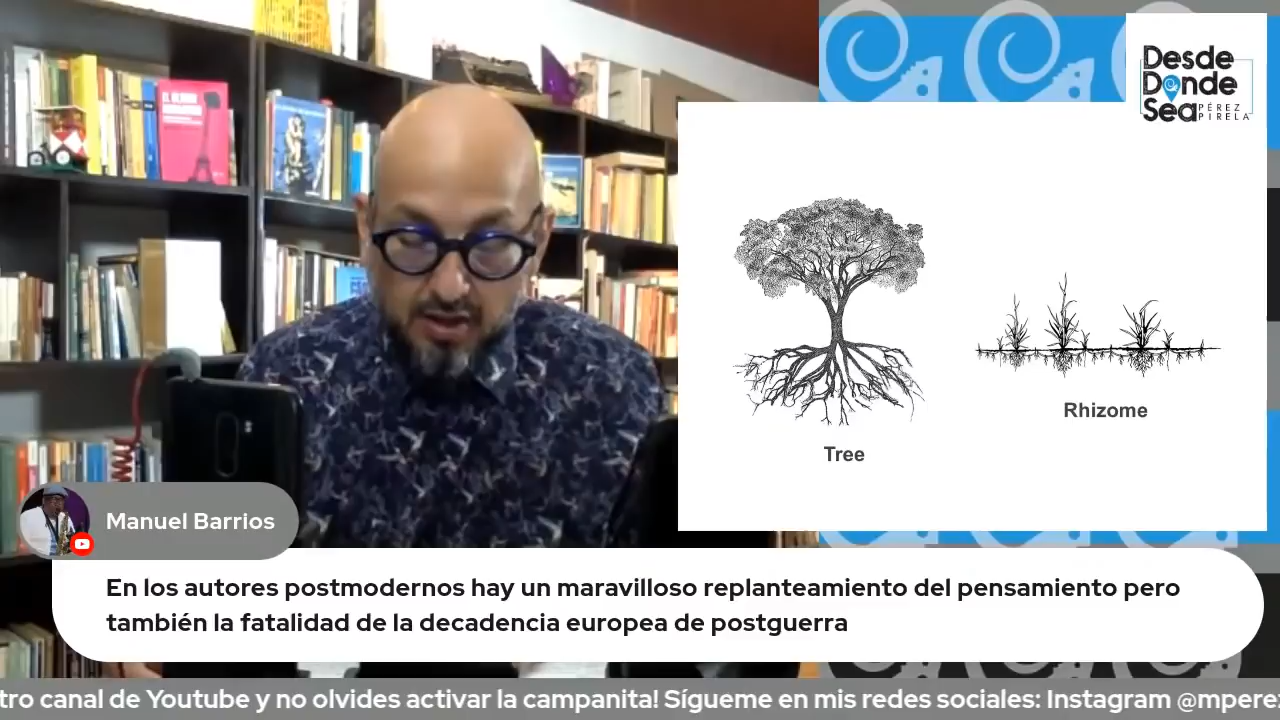 Desde
Donde
Sea PÉREZ
PIRELA
Tree
Rhizome
Manuel Barrios
En los autores postmodernos hay un maravilloso replanteamiento del pensamiento pero
también la fatalidad de la decadencia europea de postguerra
tro canal de Youtube y no olvides activar la campanita! Sígueme en mis redes sociales: Instagram @mpere